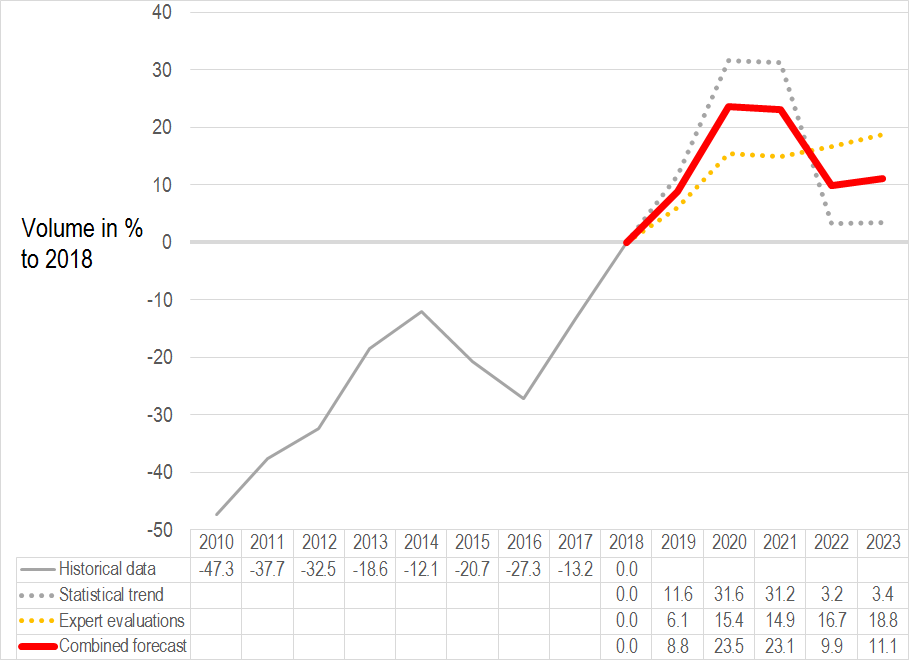 40
30
20
10
Volume in %
to 2018
0
-10
-20
-30
-40
-50
2010 2011 2012 2013 2014 2015 2016 2017 2018 2019 2020 2021 2022 2023
Historical data -47.3 -37.7 -32.5 -18.6 -12.1 -20.7 -27.3 -13.2 0.0
Statistical trend 0.0 11.6 31.6 31.2 3.2 3.4
Expert evaluations 0.0 6.1 15.4 14.9 16.7 18.8
Combined forecast 0.0 8.8 23.5 23.1 9.9 11.1